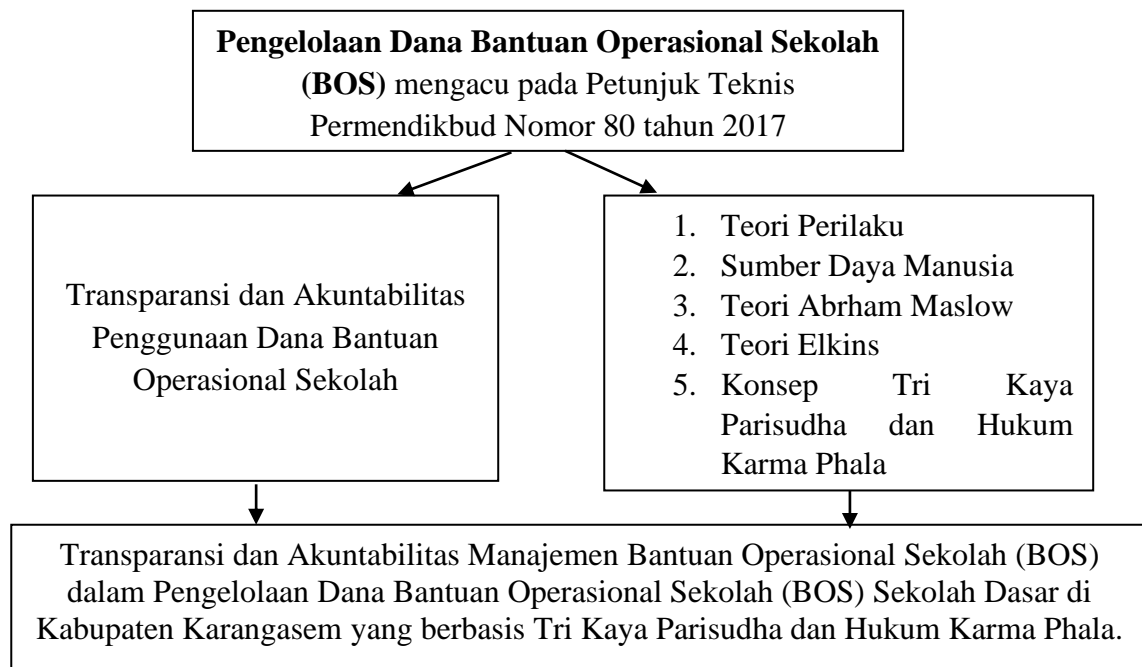 Pengelolaan Dana Bantuan Operasional Sekolah
(BOS) mengacu pada Petunjuk Teknis
Permendikbud Nomor 80 tahun 2017
Transparansi dan Akuntabilitas
Penggunaan Dana Bantuan
Operasional Sekolah
1. Teori Perilaku
2. Sumber Daya Manusia
3. Teori Abrham Maslow
4. Teori Elkins
5. Konsep Tri Kaya
Parisudha dan Hukum
Karma Phala
Transparansi dan Akuntabilitas Manajemen Bantuan Operasional Sekolah (BOS)
dalam Pengelolaan Dana Bantuan Operasional Sekolah (BOS) Sekolah Dasar di
Kabupaten Karangasem yang berbasis Tri Kaya Parisudha dan Hukum Karma Phala.